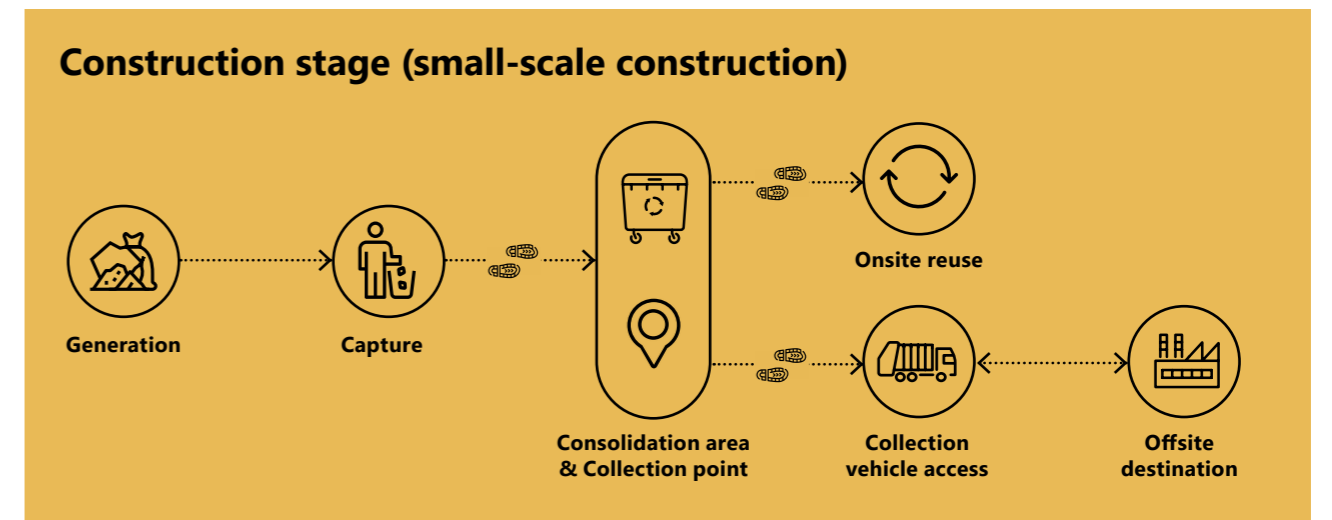 Construction stage (small-scale construction)
Generation
Capture
Consolidation area
& Collection point
Onsite reuse
Collection
vehicle access
Offsite
destination